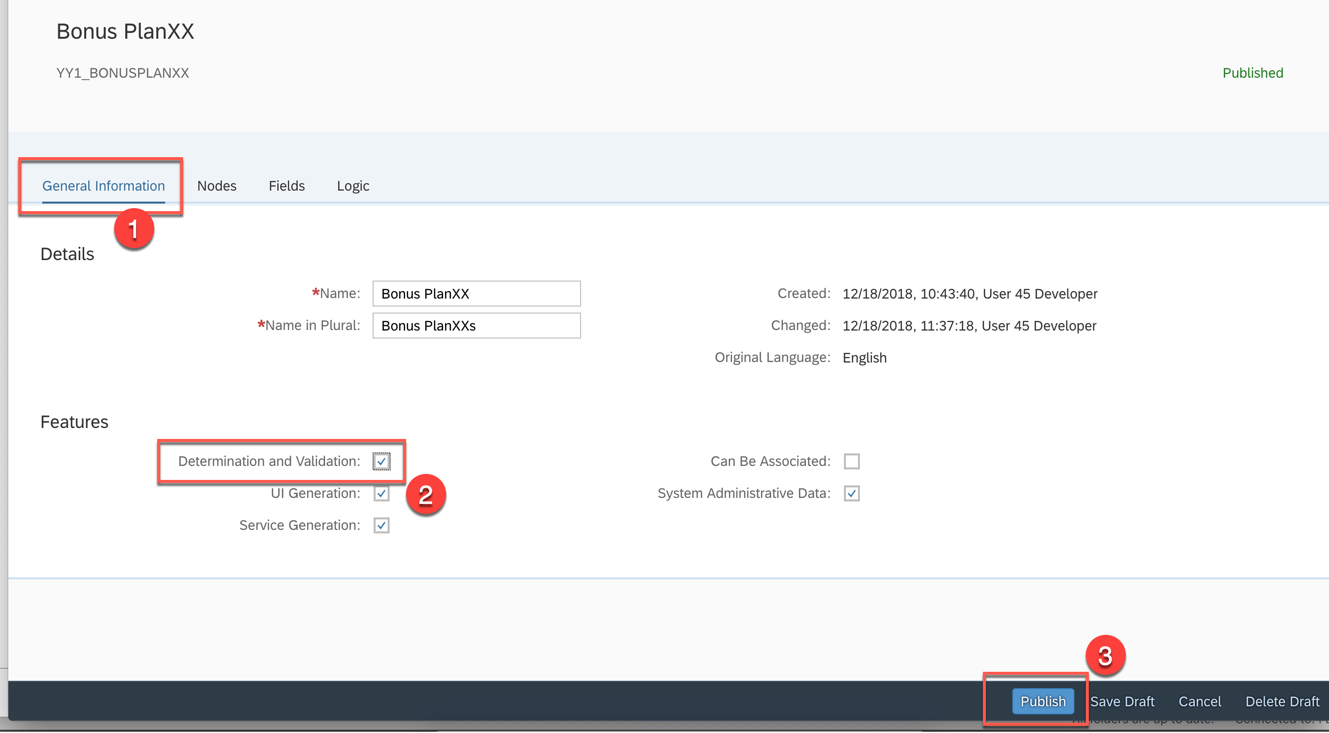 Bonus PlanXX
YY1_BONUSPLANXX
Published
General Information Nodes Fields Logic
1
Details
*Name: Bonus PlanXX Created: 12/18/2018, 10:43:40, User 45 Developer
*Name in Plural: Bonus PlanXXs Changed: 12/18/2018, 11:37:18, User 45 Developer
Original Language: English
Features
Determination and Validation: Can Be Associated:
UI Generation: 2 System Administrative Data:
Service Generation:
3
Publish Save Draft Cancel Delete Draft